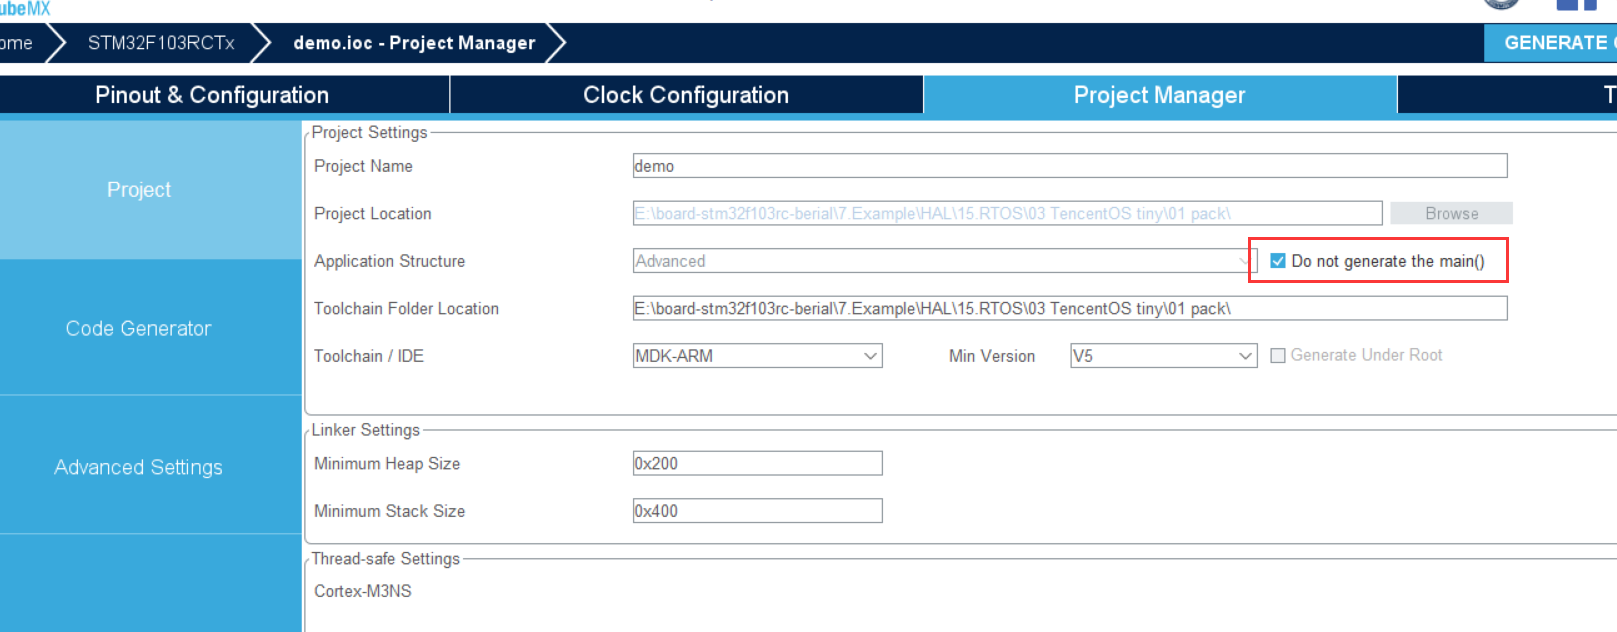 ubeMX
ome
STM32F103RCTx
demo.ioc - Project Manager
GENERATE
Pinout & Configuration
Clock Configuration
Project Manager
T
Project Settings
Project
Project Name
demo
Project Location
E:\board-stm32f103rc-berial\7.Example\HAL\15.RTOS\03 TencentOS tiny\01 pack\
Browse
Application Structure
Advanced
Do not generate the main()
Code Generator
Toolchain Folder Location
E:\board-stm32f103rc-berial\7.Example\HAL\15.RTOS\03 TencentOS tiny\01 pack\
Toolchain / IDE
MDK-ARM
Min Version
V5
Generate Under Root
Linker Settings
Advanced Settings
Minimum Heap Size
0x200
Minimum Stack Size
0x400
Thread-safe Settings
Cortex-M3NS